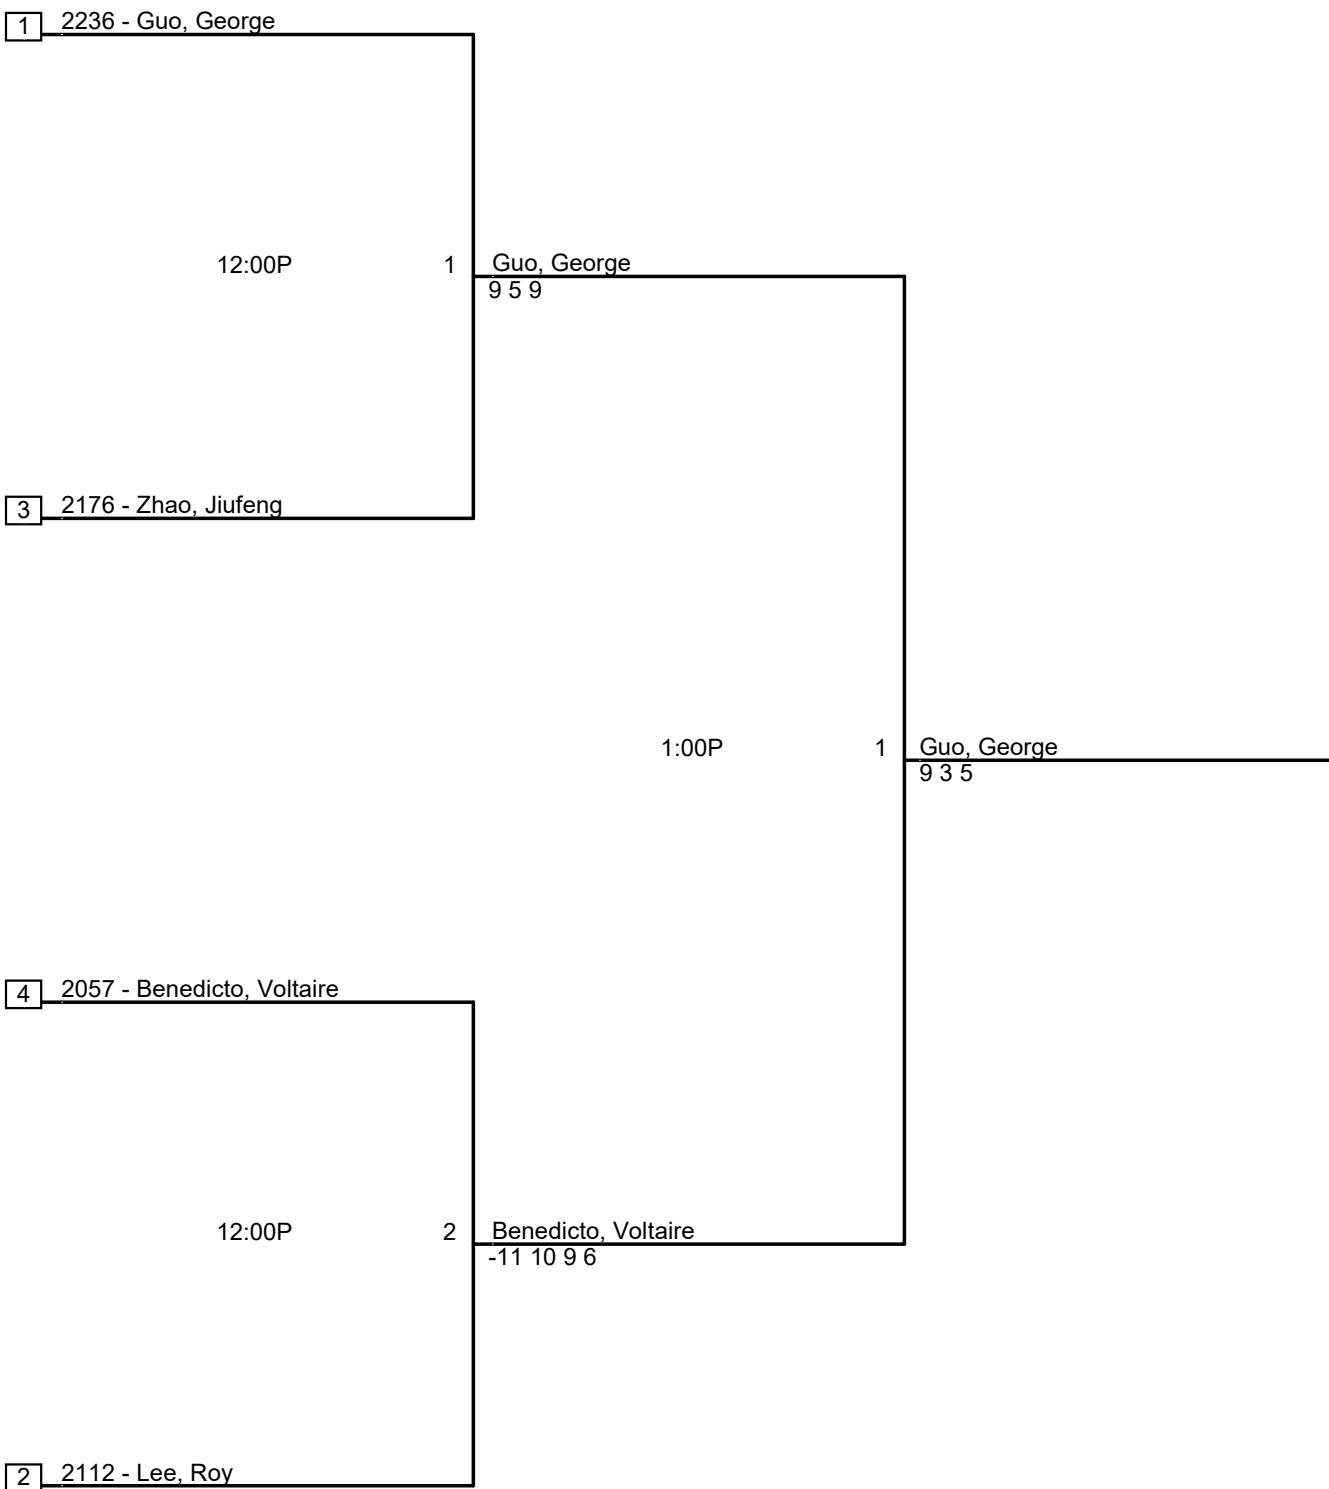 1 2236 - Guo, George
12:00P 1 Guo, George
9 5 9
3 2176 - Zhao, Jiufeng
1:00P 1 Guo, George
9 3 5
4 2057 - Benedicto, Voltaire
12:00P 2 Benedicto, Voltaire
-11 10 9 6
2 2112 - Lee, Roy